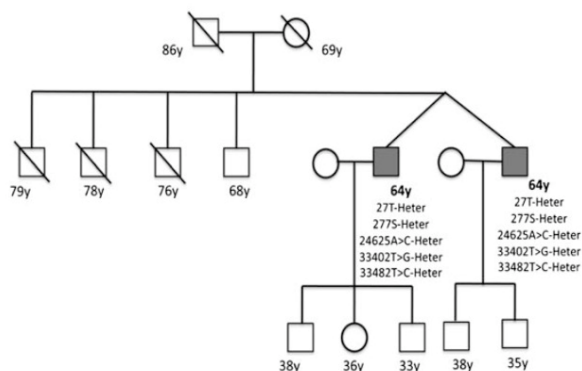 86y 69y
79y 78y 76y 68y
64y
27T-Heter
277S-Heter
24625A>C-Heter
33402T>G-Heter
33482T>C-Heter
64y
27T-Heter
277S-Heter
24625A>C-Heter
33402T>G-Heter
33482T>C-Heter
38y 36y 33y 38y 35y